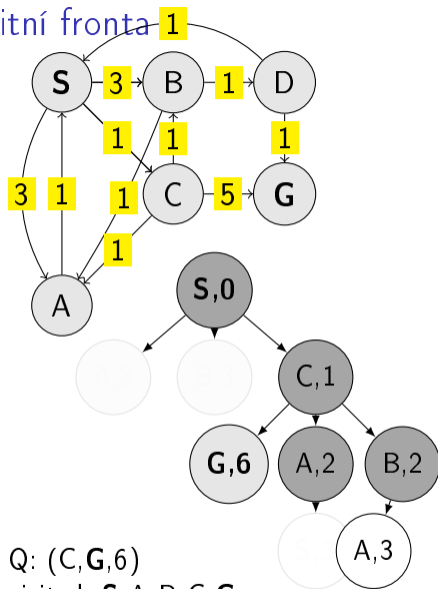 itní fronta
1
S 3 B 1 D
1 1 1
3 1 1 C 5 G
1
A
S,0
C,1
G,6 A,2 B,2
A,3
Q: (C,G,6)